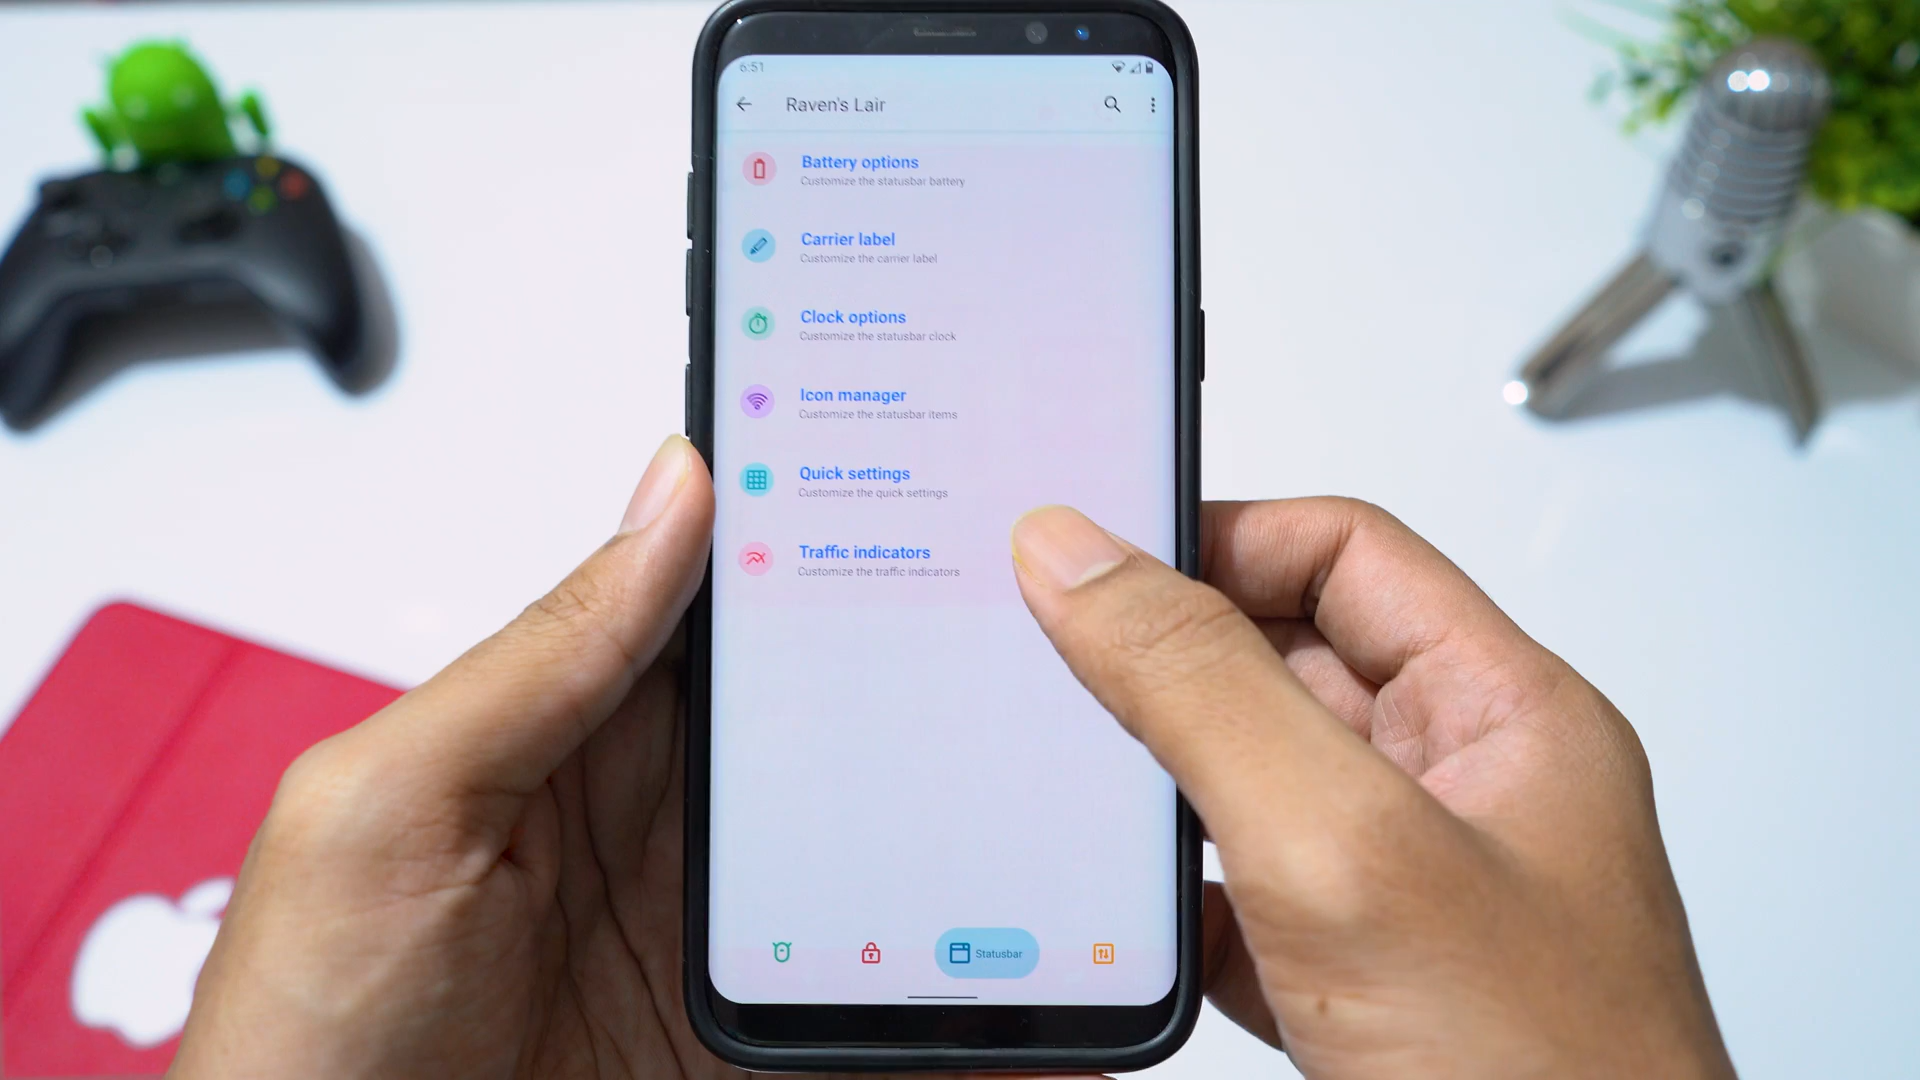 6:51
Raven's Lair
Battery options
Customize the statusbar battery
Carrier label
Customize the carrier label
Clock options
Customize the statusbar clock
Icon manager
Customize the statusbar items
Quick settings
Customize the quick settings
Traffic indicators
Customize the traffic indicators
Statusbar